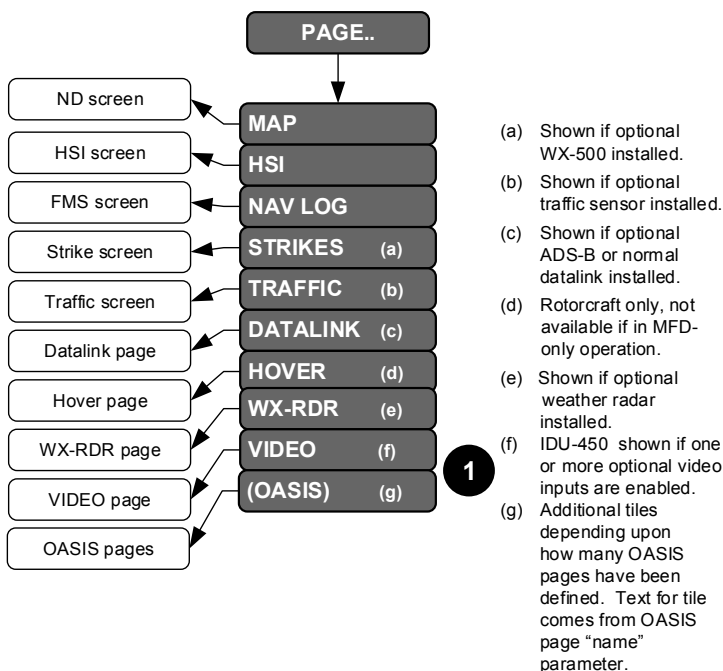 PAGE..
ND screen
MAP
HSI screen
HSI
FMS screen
NAV LOG
Strike screen
STRIKES (a)
Traffic screen
TRAFFIC (b)
Datalink page
DATALINK (c)
Hover page
HOVER (d)
WX-RDR page
WX-RDR (e)
VIDEO page
VIDEO (f)
OASIS pages
(OASIS) (g)
1
(a) Shown if optional
WX-500 installed.
(b) Shown if optional
traffic sensor installed.
(c) Shown if optional
ADS-B or normal
datalink installed.
(d) Rotorcraft only, not
available if in MFD-
only operation.
(e) Shown if optional
weather radar
installed.
(f) IDU-450 shown if one
or more optional video
inputs are enabled.
(g) Additional tiles
depending upon
how many OASIS
pages have been
defined. Text for tile
comes from OASIS
page “name”
parameter.